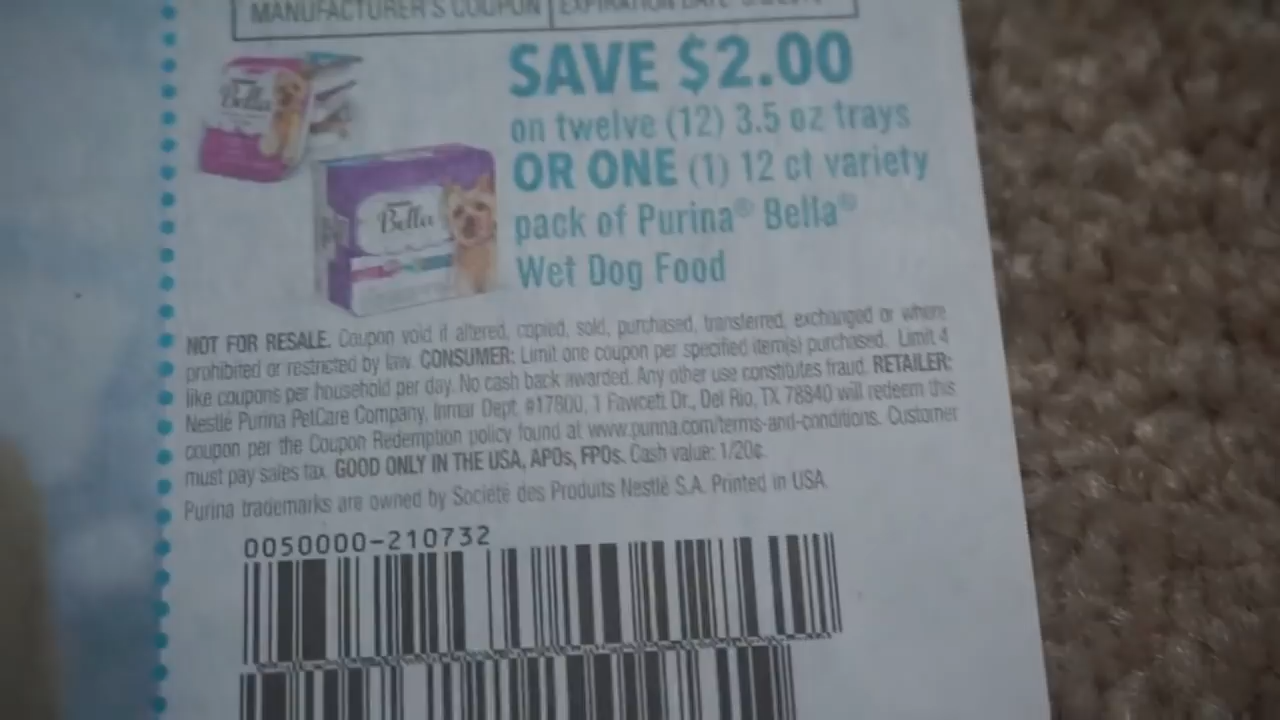 MANUFACTURER'S COUPON EXPIRATION DATE
SAVE $2.00
on twelve (12) 3.5 oz trays
OR ONE (1) 12 ct variety
pack of Purina® Bella®
Wet Dog Food
Bella
Bella
NOT FOR RESALE. Coupon void if altered, copied, sold, purchased, transferred, exchanged or where
prohibited or restricted by law. CONSUMER: Limit one coupon per specified item(s) purchased. Limit 4
like coupons per household per day. No cash back awarded. Any other use constitutes fraud. RETAILER:
Nestlé Purina PetCare Company, Inmar Dept. #17800, 1 Fawcett Dr., Del Rio, TX 78840 will redeem this
coupon per the Coupon Redemption policy found at www.purina.com/terms-and-conditions. Customer
must pay sales tax. GOOD ONLY IN THE USA, APOs, FPOs. Cash value: 1/20¢.
Purina trademarks are owned by Société des Produits Nestlé S.A. Printed in USA.
0050000-210732